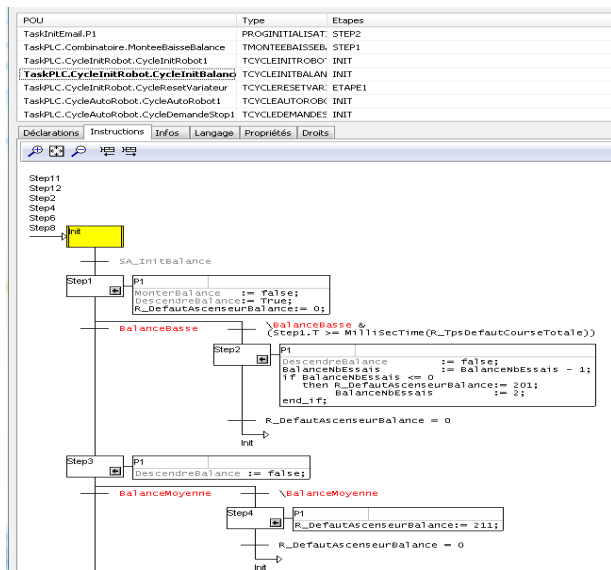 POU Type Etapes
TaskInitEmail.P1 PROGINITIALISAT: STEP2
TaskPLC.Combinatoire.MonteeBaisseBalance TMONTEEBAISSEB, STEP1
TaskPLC.CycleInitRobot.CycleInitRobot1 TCYCLEINITROBO INIT
TaskPLC.CycleInitRobot.CycleInitBalanc TCYCLEINITBALAN INIT
TaskPLC.CycleInitRobot.CycleResetVariateur TCYCLERESETVAR: ETAPE1
TaskPLC.CycleAutoRobot.CycleAutoRobot1 TCYCLEAUTOROBO INIT
TaskPLC.CycleAutoRobot.CycleDemandeStop1 TCYCLEDEMANDES INIT
Déclarations Instructions Infos Langage Propriétés Droits
Step11
Step12
Step2
Step4
Step6
Step8
Init
SA_InitBalance
Step1 P1
MonterBalance := false;
DescendreBalance:= True;
R_DefautAscenseur:= 0;
BalanceBasse \BalanceBasse &
(Step1.T >= MilliSecTime(R_TpsDefautCourseTotale))
Step2 P1
DescendreBalance := false;
BalanceNbEssais := BalanceNbEssais - 1;
if BalanceNbEssais <= 0
then R_DefautAscenseur:= 201;
BalanceNbEssais := 2;
end_if;
R_DefautAscenseurBalance = 0
Init
Step3 P1
DescendreBalance := false;
BalanceMoyenne \BalanceMoyenne
Step4 P1
R_DefautAscenseurBalance:= 211;
R_DefautAscenseurBalance = 0
Init